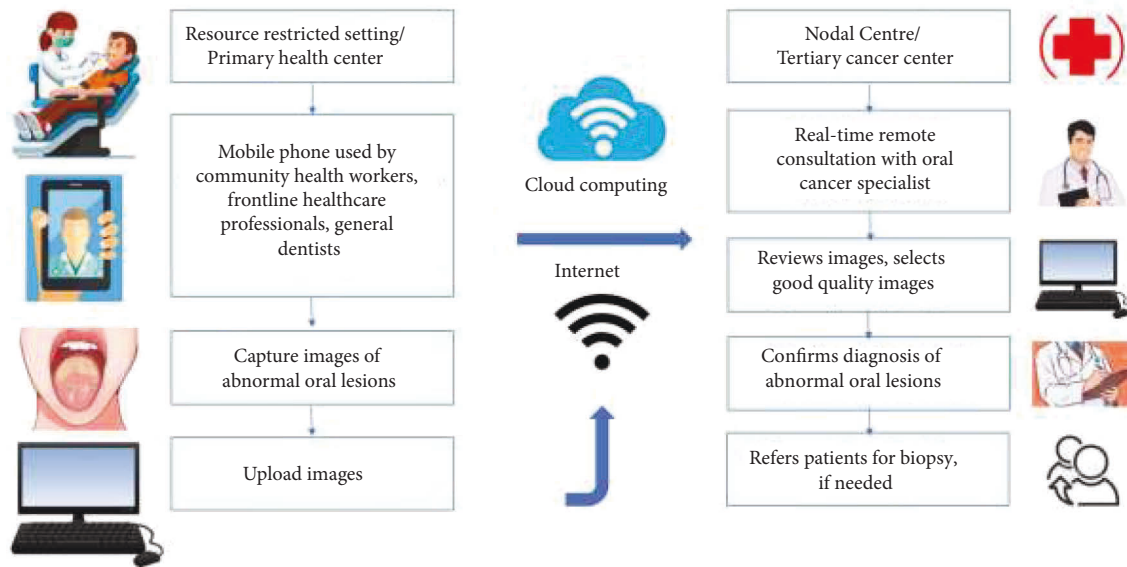 Resource restricted setting/
Primary health center
Mobile phone used by
community health workers,
frontline healthcare
professionals, general
dentists
Capture images of
abnormal oral lesions
Upload images
Cloud computing
Internet
Nodal Centre/
Tertiary cancer center
Real-time remote
consultation with oral
cancer specialist
Reviews images, selects
good quality images
Confirms diagnosis of
abnormal oral lesions
Refers patients for biopsy,
if needed